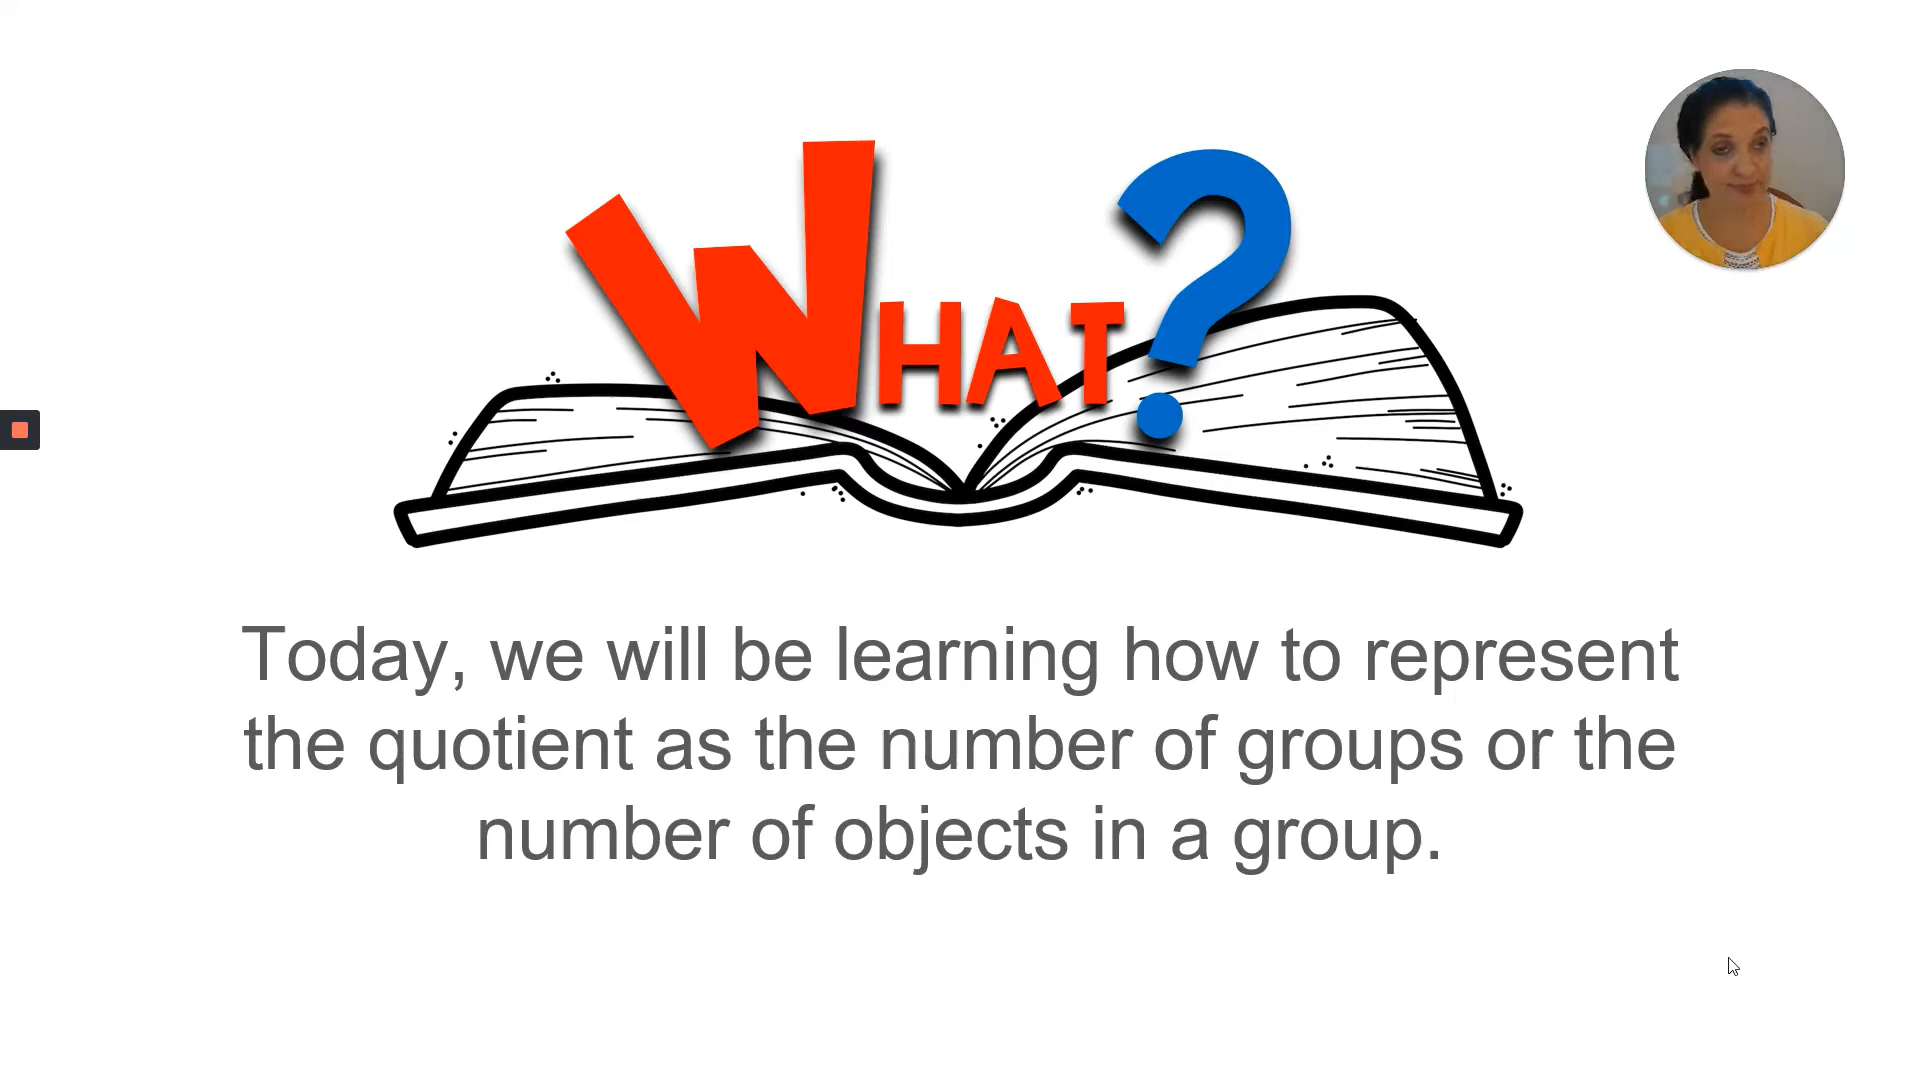 WHAT?
Today, we will be learning how to represent
the quotient as the number of groups or the
number of objects in a group.